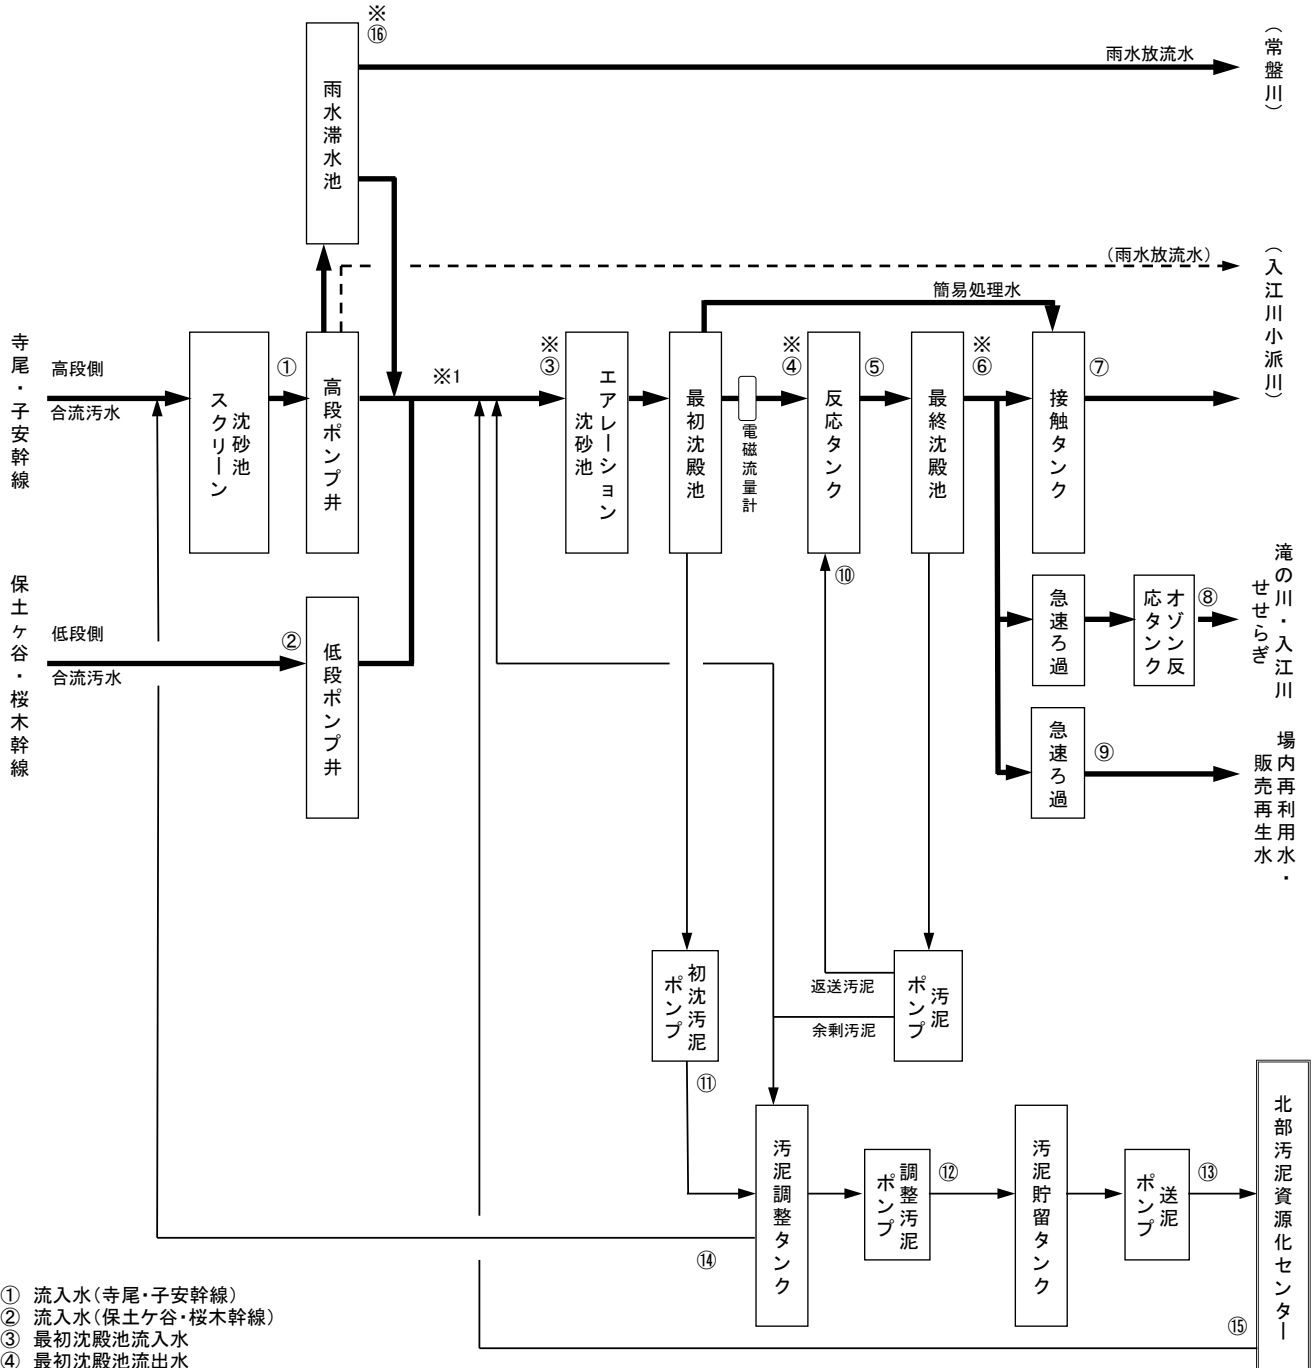 ※
⑯
雨水滞水池
雨水放流水
（常盤川）
(雨水放流水)
（入江川小派川）
簡易処理水
寺尾・子安幹線
高段側
合流汚水
沈砂池
スクリーン
①
高段ポンプ井
※1
※
③
エアレーション
沈砂池
最初沈殿池
電磁流量計
※
④
反応タンク
⑤
最終沈殿池
※
⑥
接触タンク
⑦
保土ヶ谷・桜木幹線
低段側
合流汚水
②
低段ポンプ井
⑩
急速ろ過
オゾン反
応タンク
⑧
滝の川・入江川
せせらぎ
急速ろ過
⑨
場内再利用水・
販売再生水
初沈汚泥
ポンプ
返送汚泥
余剰汚泥
汚泥
ポンプ
⑪
汚泥調整タンク
調整汚泥
ポンプ
⑫
汚泥貯留タンク
送泥
ポンプ
⑬
北部汚泥資源化センター
⑭
⑮
① 流入水(寺尾・子安幹線)
② 流入水(保土ケ谷・桜木幹線)
③ 最初沈殿池流入水
④ 最初沈殿池流出水